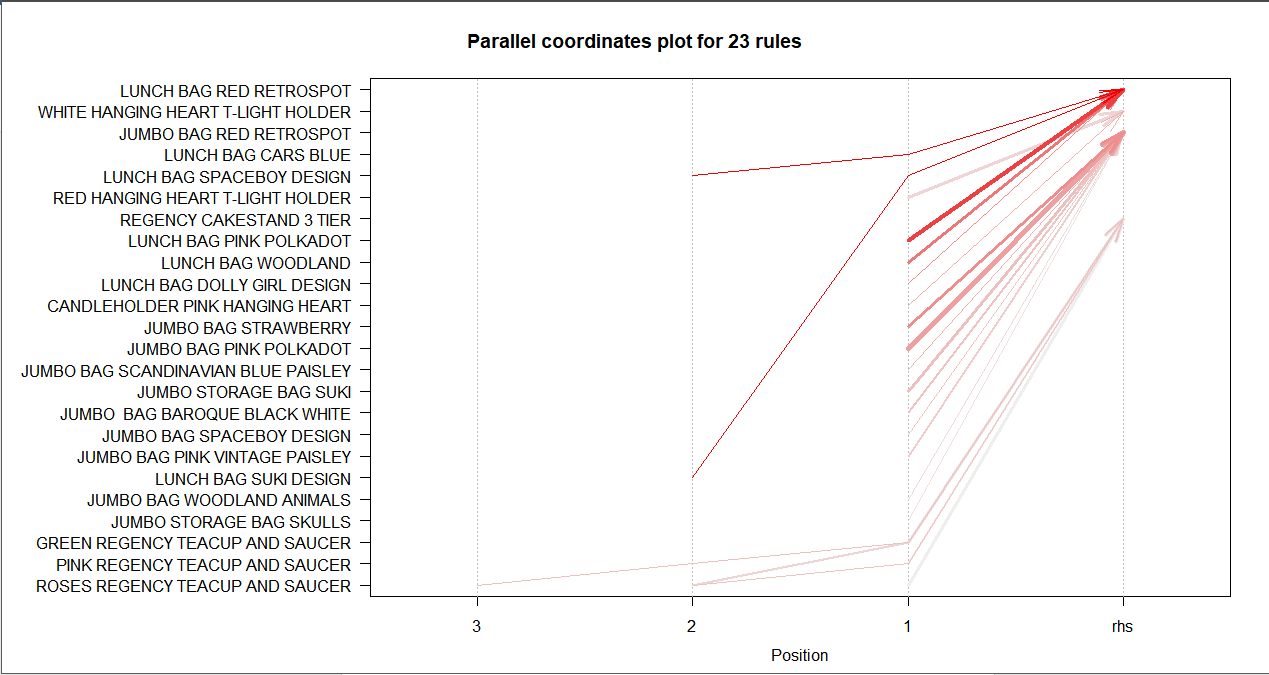 Parallel coordinates plot for 23 rules
LUNCH BAG RED RETROSPOT
WHITE HANGING HEART T-LIGHT HOLDER
JUMBO BAG RED RETROSPOT
LUNCH BAG CARS BLUE
LUNCH BAG SPACEBOY DESIGN
RED HANGING HEART T-LIGHT HOLDER
REGENCY CAKESTAND 3 TIER
LUNCH BAG PINK POLKADOT
LUNCH BAG WOODLAND
LUNCH BAG DOLLY GIRL DESIGN
CANDLEHOLDER PINK HANGING HEART
JUMBO BAG STRAWBERRY
JUMBO BAG PINK POLKADOT
JUMBO BAG SCANDINAVIAN BLUE PAISLEY
JUMBO STORAGE BAG SUKI
JUMBO  BAG BAROQUE BLACK WHITE
JUMBO BAG SPACEBOY DESIGN
JUMBO BAG PINK VINTAGE PAISLEY
LUNCH BAG SUKI DESIGN
JUMBO BAG WOODLAND ANIMALS
JUMBO STORAGE BAG SKULLS
GREEN REGENCY TEACUP AND SAUCER
PINK REGENCY TEACUP AND SAUCER
ROSES REGENCY TEACUP AND SAUCER
3 2 1 rhs
Position